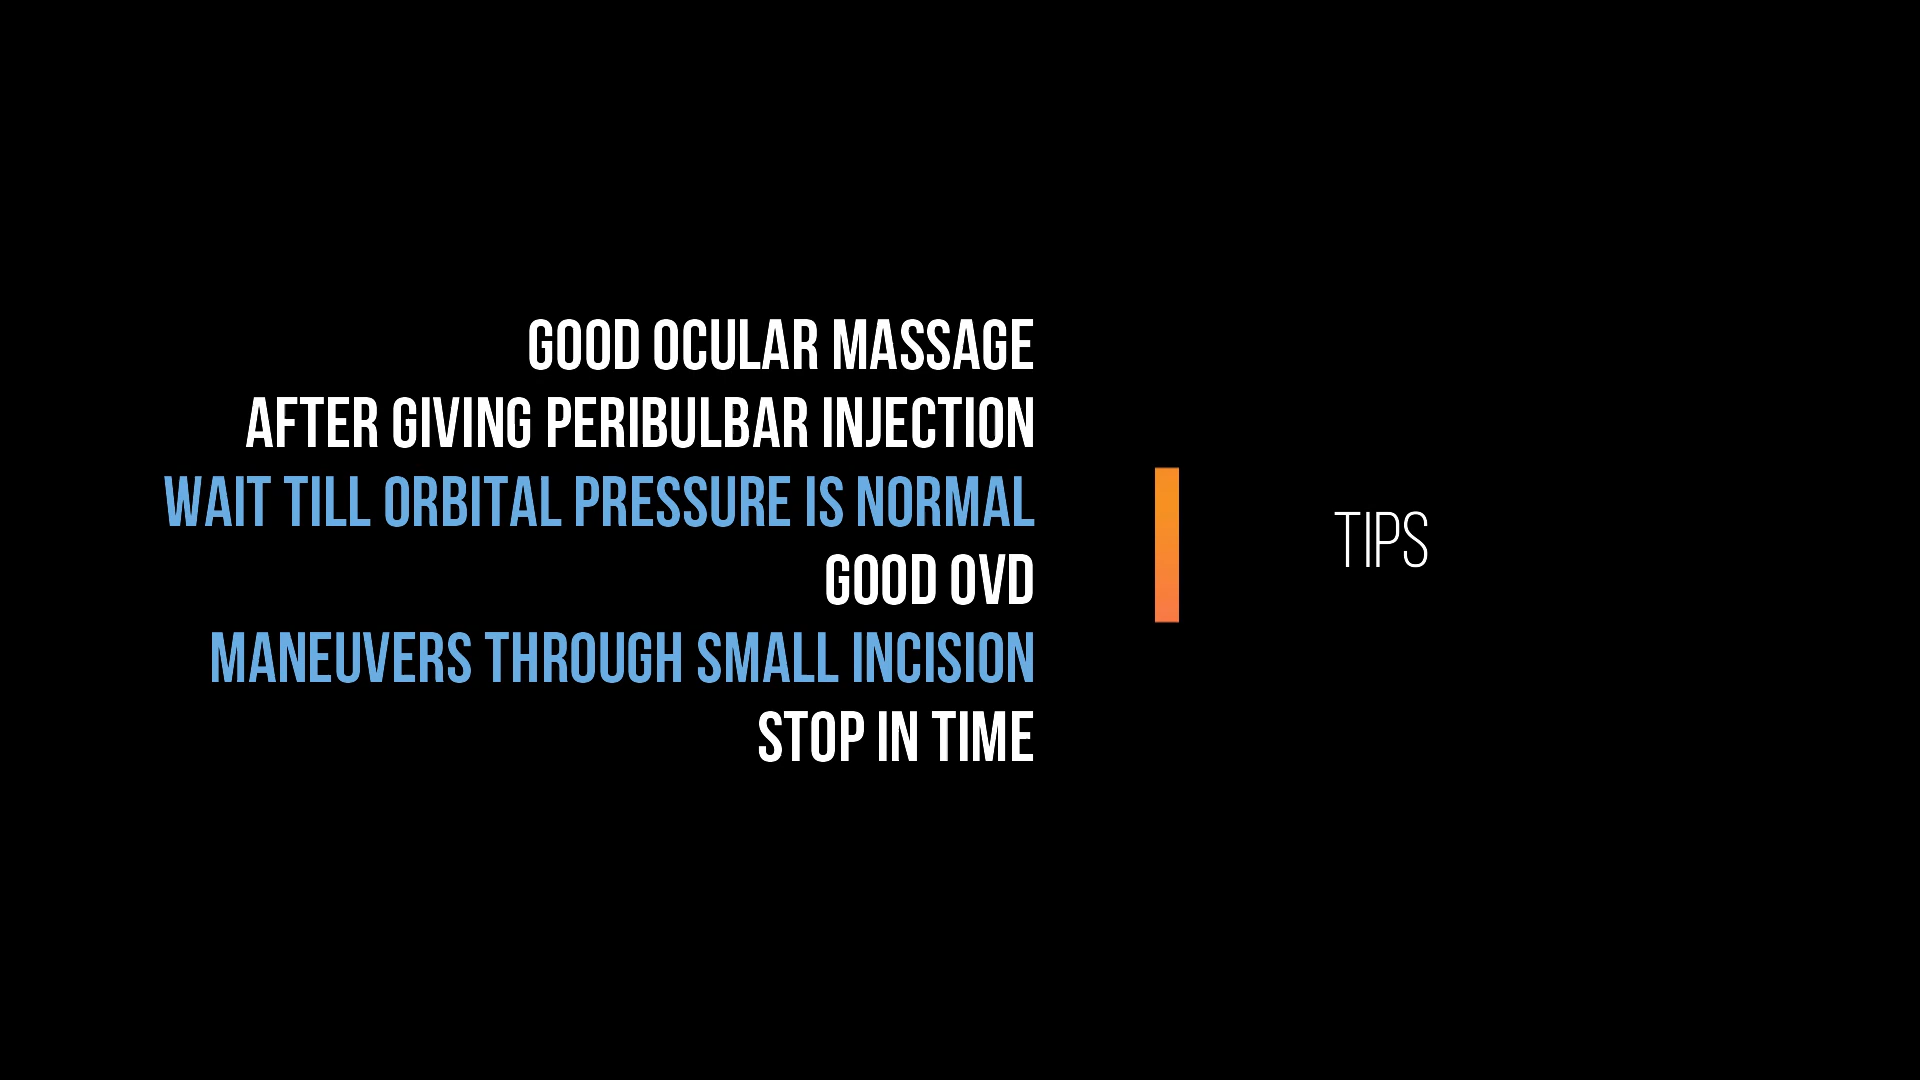 GOOD OCULAR MASSAGE
AFTER GIVING PERIBULBAR INJECTION
WAIT TILL ORBITAL PRESSURE IS NORMAL
GOOD OVD
MANEUVERS THROUGH SMALL INCISION
STOP IN TIME
TIPS